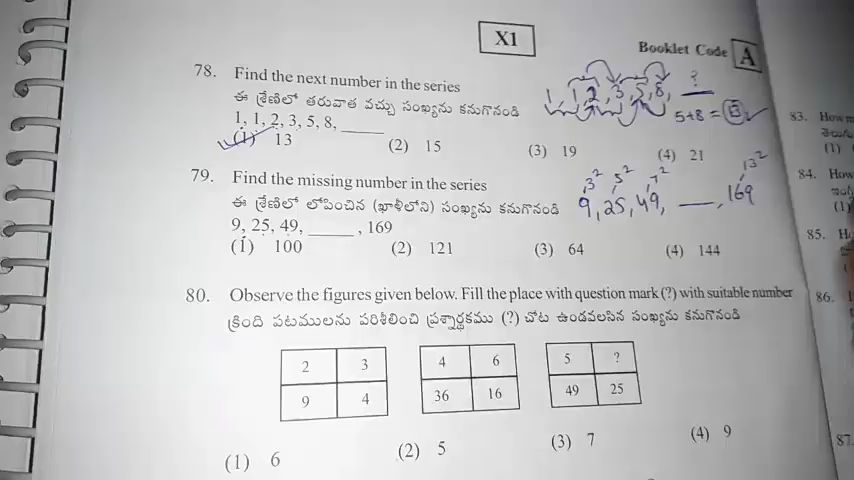 X1
Booklet Code A
78. Find the next number in the series
ఈ శ్రేణిలో తరువాత వచ్చు సంఖ్యను కనుగొనండి
1, 1, 2, 3, 5, 8, _____
(1) 13 (2) 15 (3) 19 (4) 21
1, 1, 2, 3, 5, 8, ?
5+8 = 13
79. Find the missing number in the series
ఈ శ్రేణిలో లోపించిన (ఖాళీలోని) సంఖ్యను కనుగొనండి
9, 25, 49, _____ , 169
(1) 100 (2) 121 (3) 64 (4) 144
3² 5² 7² 13²
9, 25, 49, ___, 169
80. Observe the figures given below. Fill the place with question mark (?) with suitable number
క్రింది పటములను పరిశీలించి ప్రశ్నార్థకము (?) చోట ఉండవలసిన సంఖ్యను కనుగొనండి
2 3 4 6 5 ?
9 4 36 16 49 25
(1) 6 (2) 5 (3) 7 (4) 9
83. How
(1)
84. How
(1)
85.
86.
87.